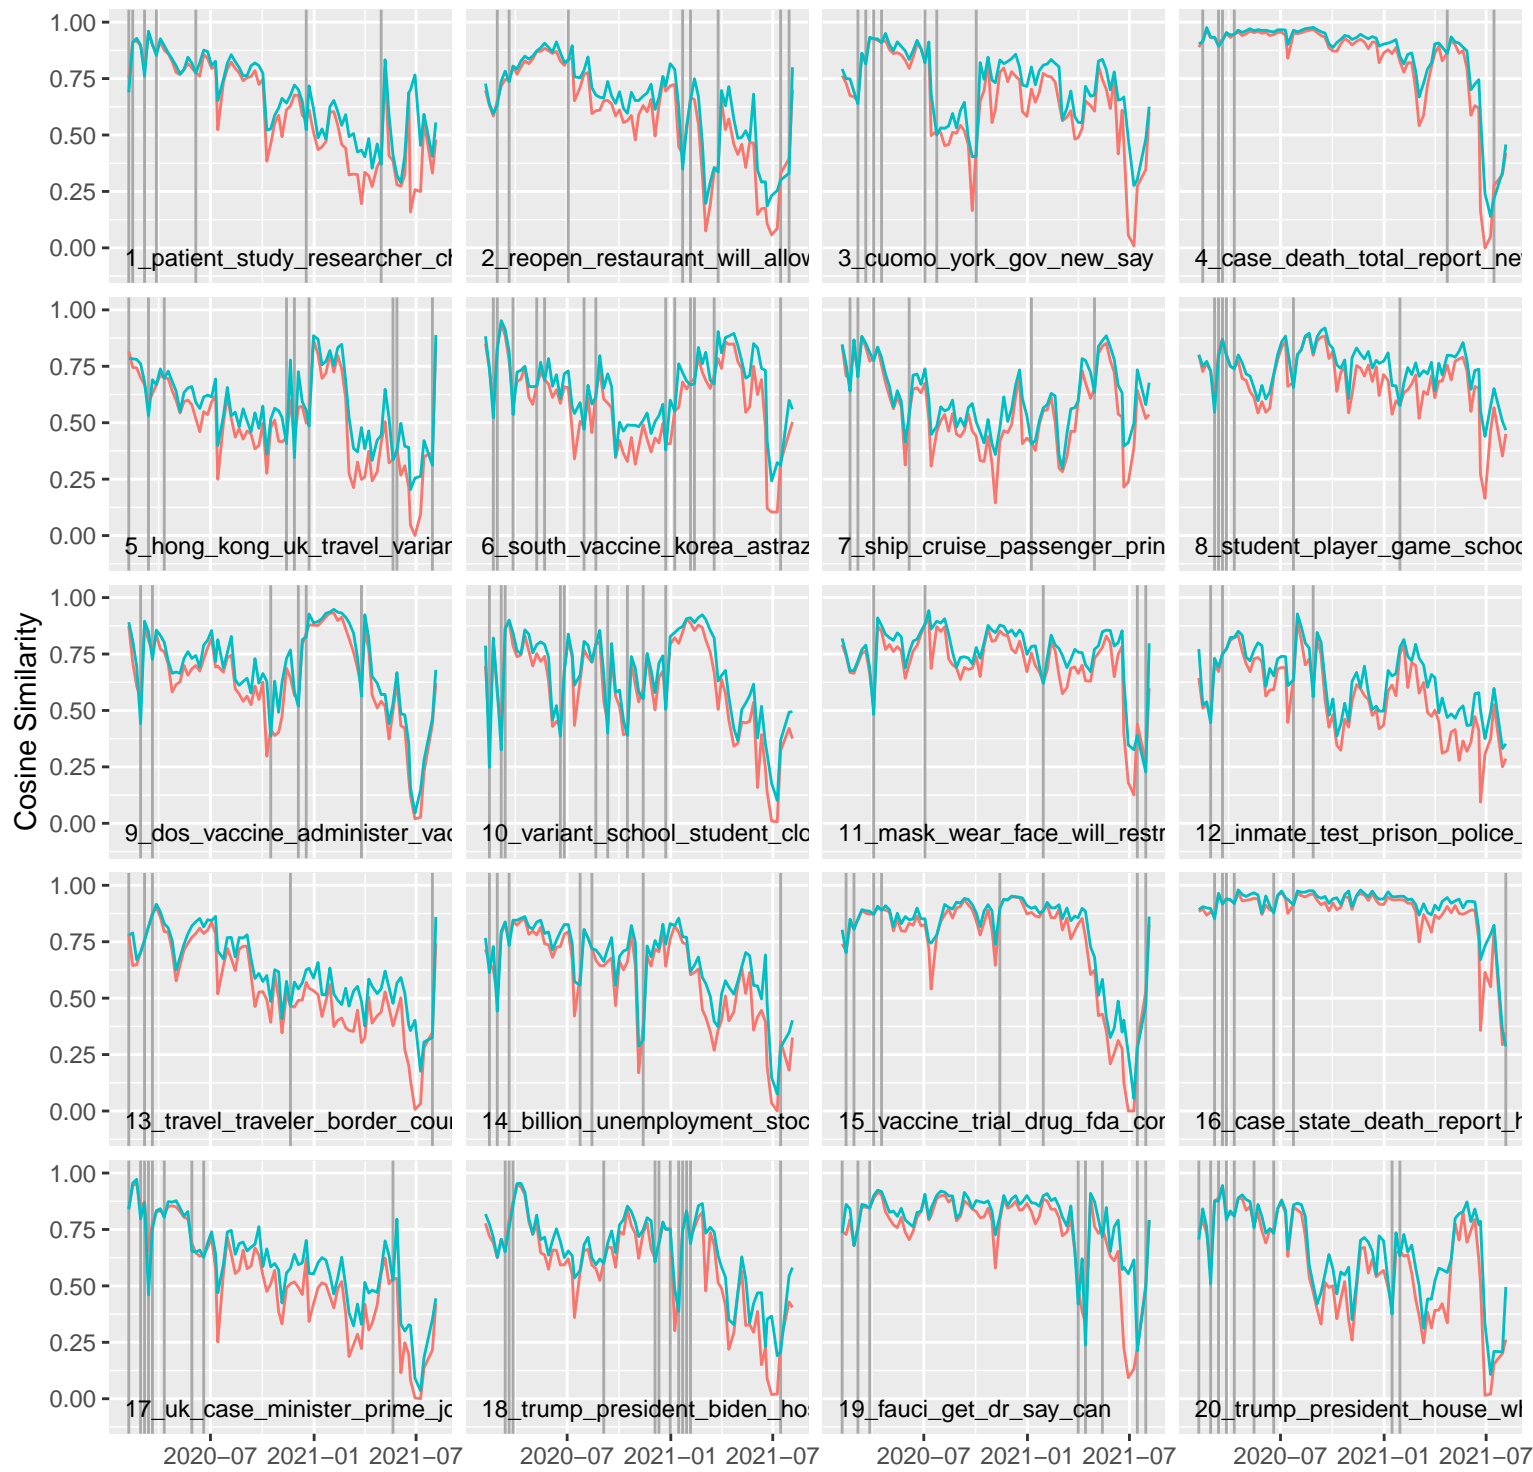 1.00
0.75
0.50
0.25
0.00
1_patient_study_researcher_ch
2_reopen_restaurant_will_allow
3_cuomo_york_gov_new_say
4_case_death_total_report_new
1.00
0.75
0.50
0.25
0.00
5_hong_kong_uk_travel_varian
6_south_vaccine_korea_astraz
7_ship_cruise_passenger_prin
8_student_player_game_schoo
Cosine Similarity
1.00
0.75
0.50
0.25
0.00
9_dos_vaccine_administer_vac
10_variant_school_student_clo
11_mask_wear_face_will_restr
12_inmate_test_prison_police_
1.00
0.75
0.50
0.25
0.00
13_travel_traveler_border_cour
14_billion_unemployment_stoc
15_vaccine_trial_drug_fda_cor
16_case_state_death_report_h
1.00
0.75
0.50
0.25
0.00
17_uk_case_minister_prime_jo
18_trump_president_biden_hos
19_fauci_get_dr_say_can
20_trump_president_house_wh
2020−07 2021−01 2021−07
2020−07 2021−01 2021−07
2020−07 2021−01 2021−07
2020−07 2021−01 2021−07